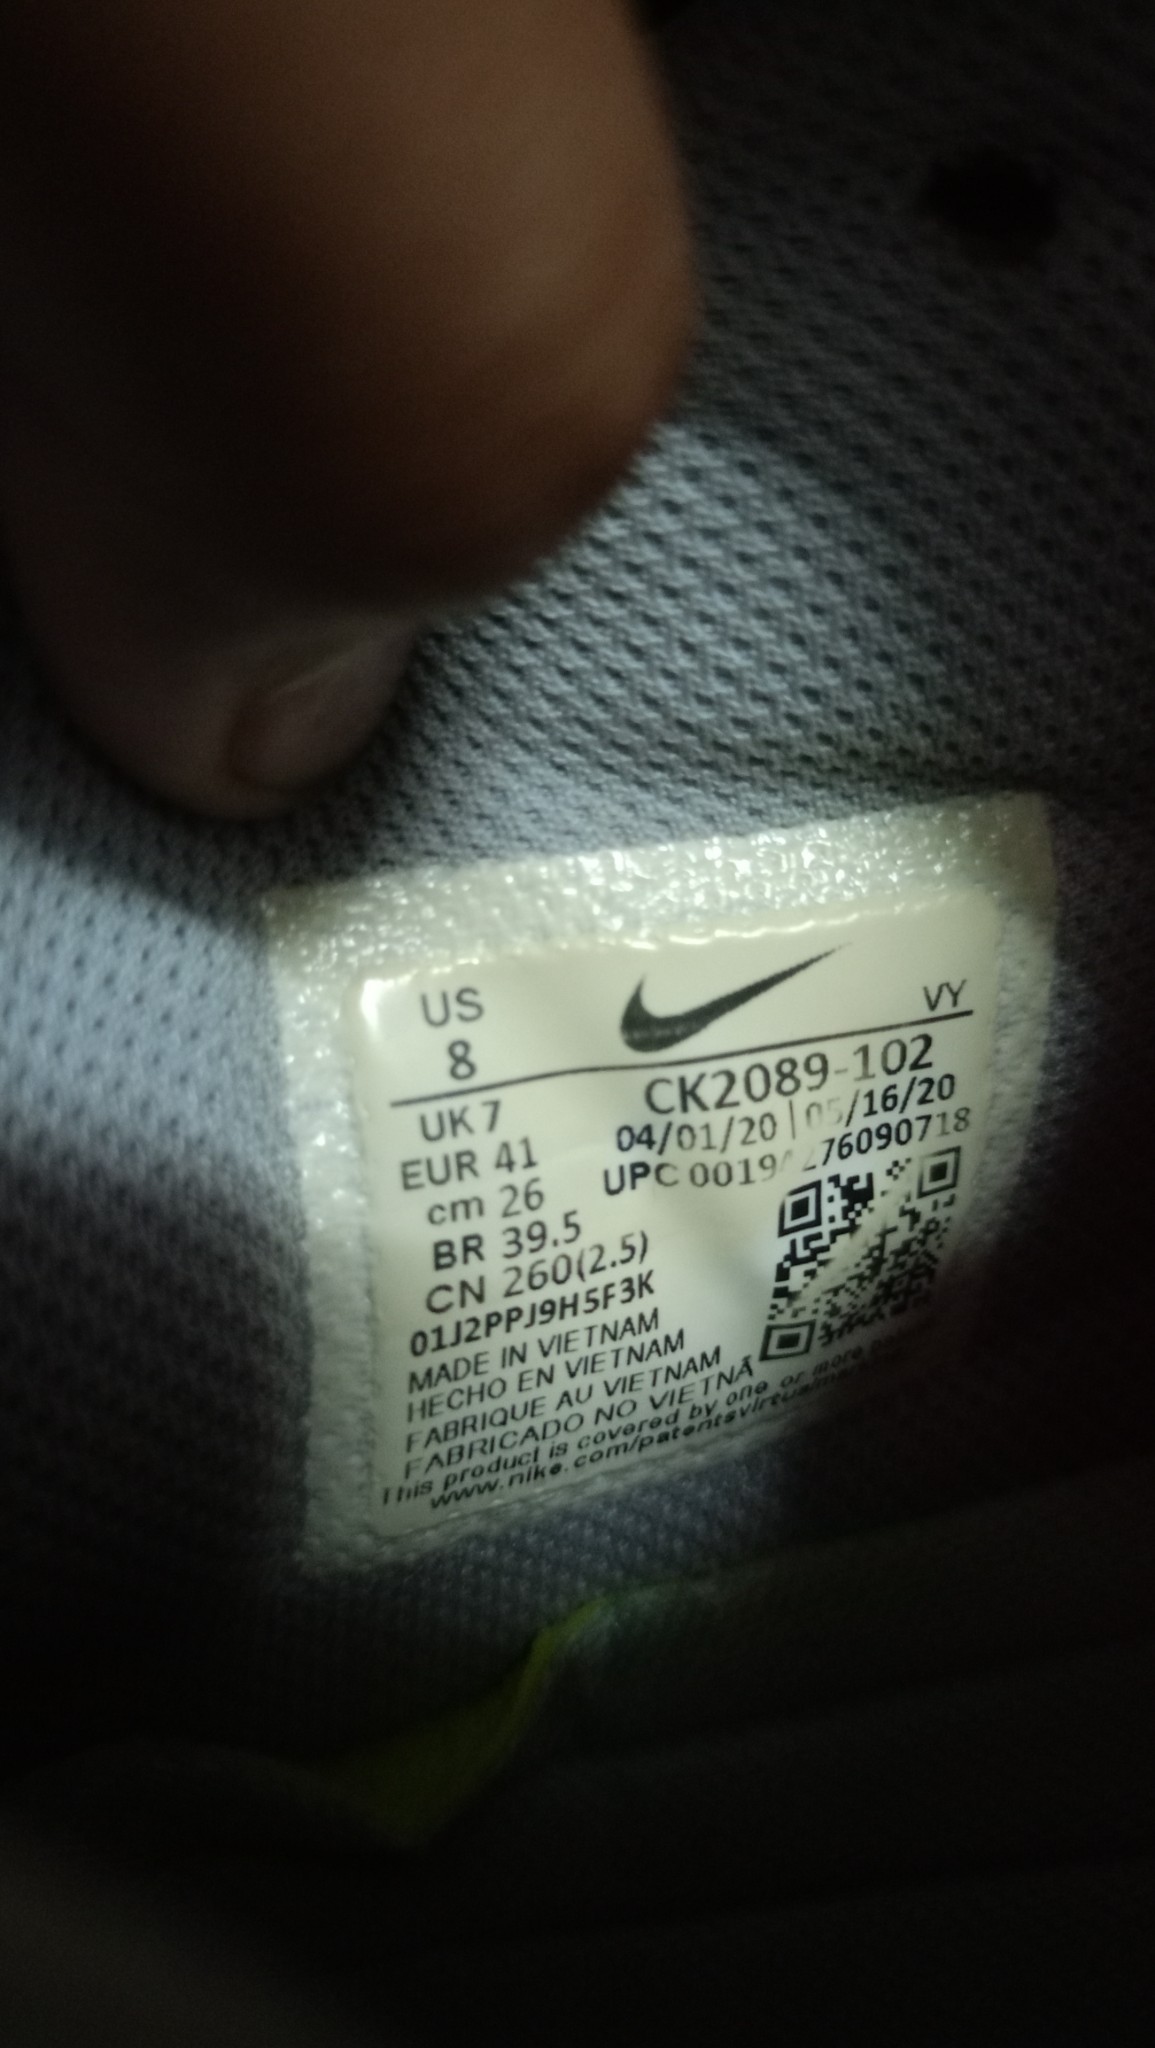 US VY
8
CK2089-102
UK 7 04/01/20 | 05/16/20
EUR 41 UPC 0019 276090718
cm 26
BR 39.5
CN 260(2.5)
01J2PPJ9H5F3K
MADE IN VIETNAM
HECHO EN VIETNAM
FABRIQUE AU VIETNAM
FABRICADO NO VIETNÃ
This product is covered by one or more
www.nike.com/patentsvirtual